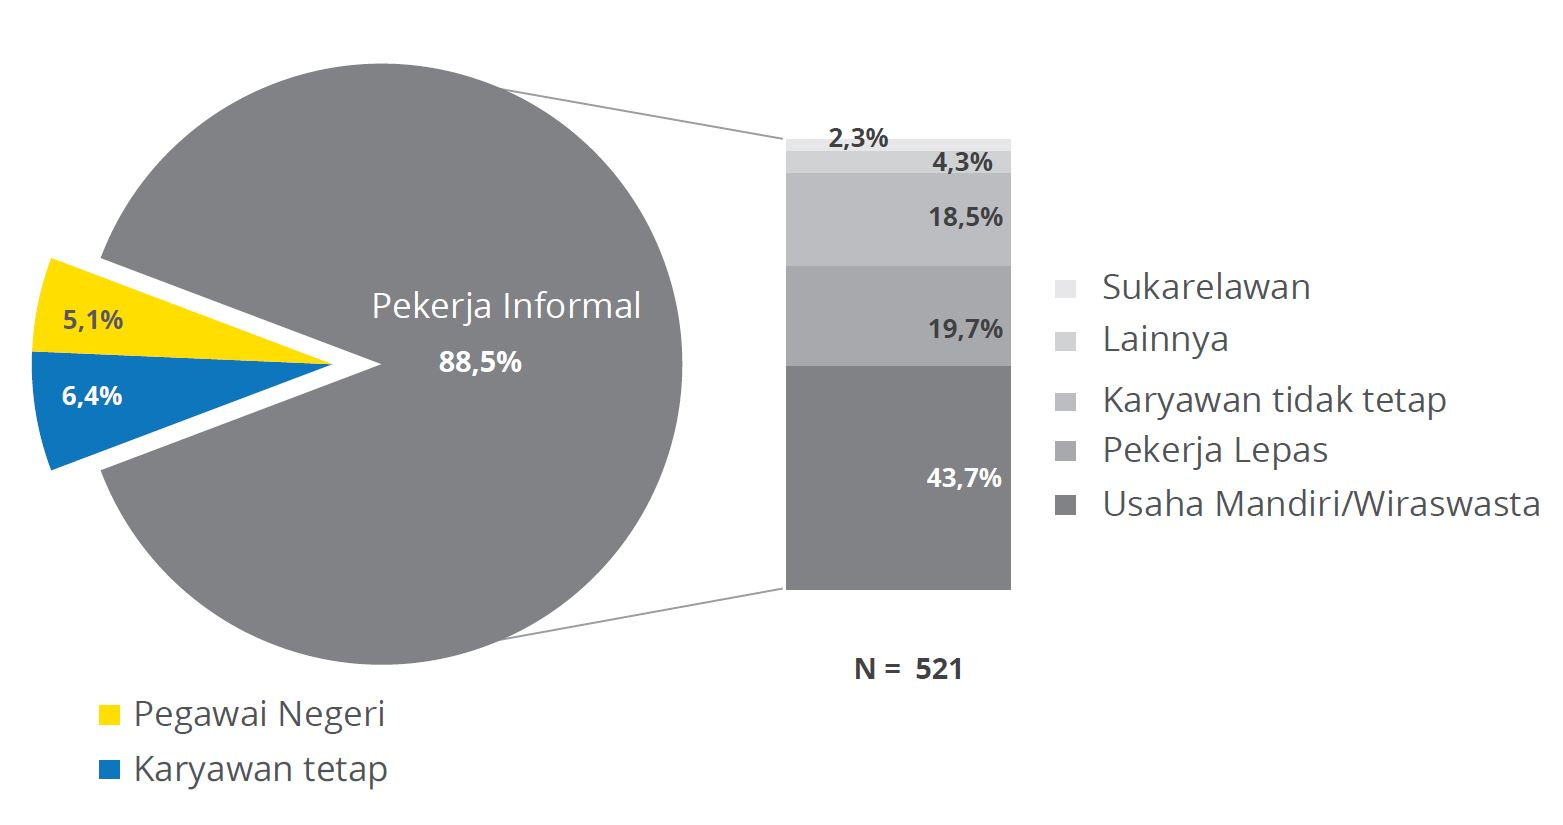 5,1%
6,4%
Pekerja Informal
88,5%
2,3%
4,3%
18,5%
19,7%
43,7%
N = 521
Sukarelawan
Lainnya
Karyawan tidak tetap
Pekerja Lepas
Usaha Mandiri/Wiraswasta
Pegawai Negeri
Karyawan tetap